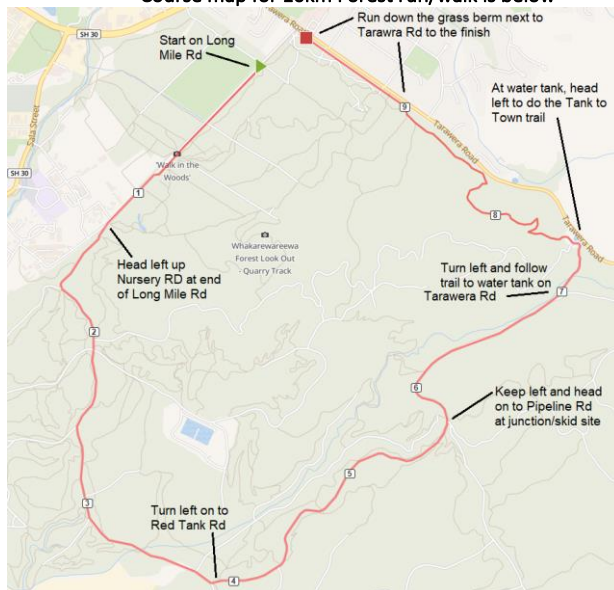 Course map for 10km Forest run/walk is below
SH 30
Tarawera Road
Run down the grass berm next to
Tarawra Rd to the finish
Start on Long
Mile Rd
9
At water tank, head
left to do the Tank to
Town trail
Sala Street
Tarawera Road
'Walk in the
Woods'
SH 30
1
8
Tarawera Road
Whakarewareewa
Forest Look Out
- Quarry Track
Head left up
Nursery RD at end
of Long Mile Rd
Turn left and follow
trail to water tank on
Tarawera Rd
7
2
6
Keep left and head
on to Pipeline Rd
at junction/skid site
5
3
Turn left on to
Red Tank Rd
4